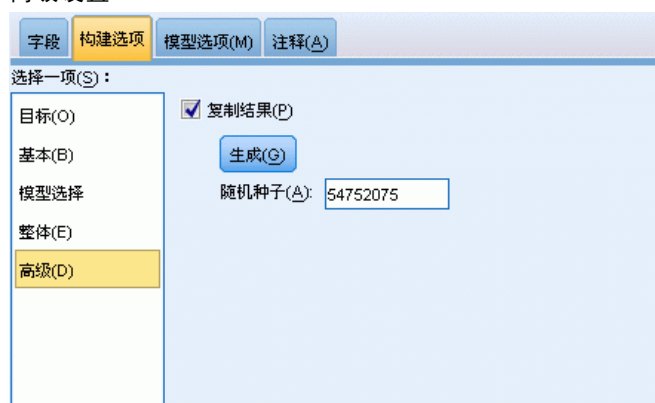 字段 构建选项 模型选项(M) 注释(A)
选择一项(S)：
目标(O)
基本(B)
模型选择
整体(E)
高级(D)
复制结果(P)
生成(G)
随机种子(A): 54752075